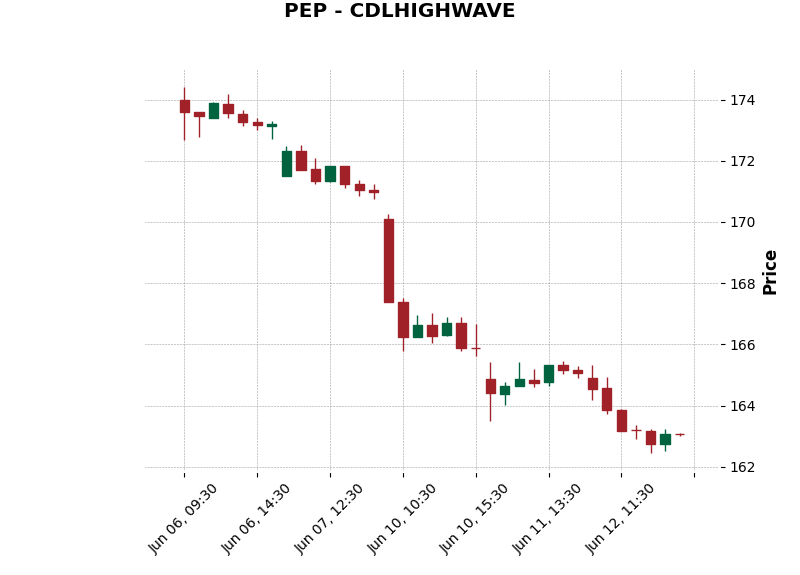 PEP - CDLHIGHWAVE
174
172
170
168
166
164
162
Price
Jun 06, 09:30
Jun 06, 14:30
Jun 07, 12:30
Jun 10, 10:30
Jun 10, 15:30
Jun 11, 13:30
Jun 12, 11:30